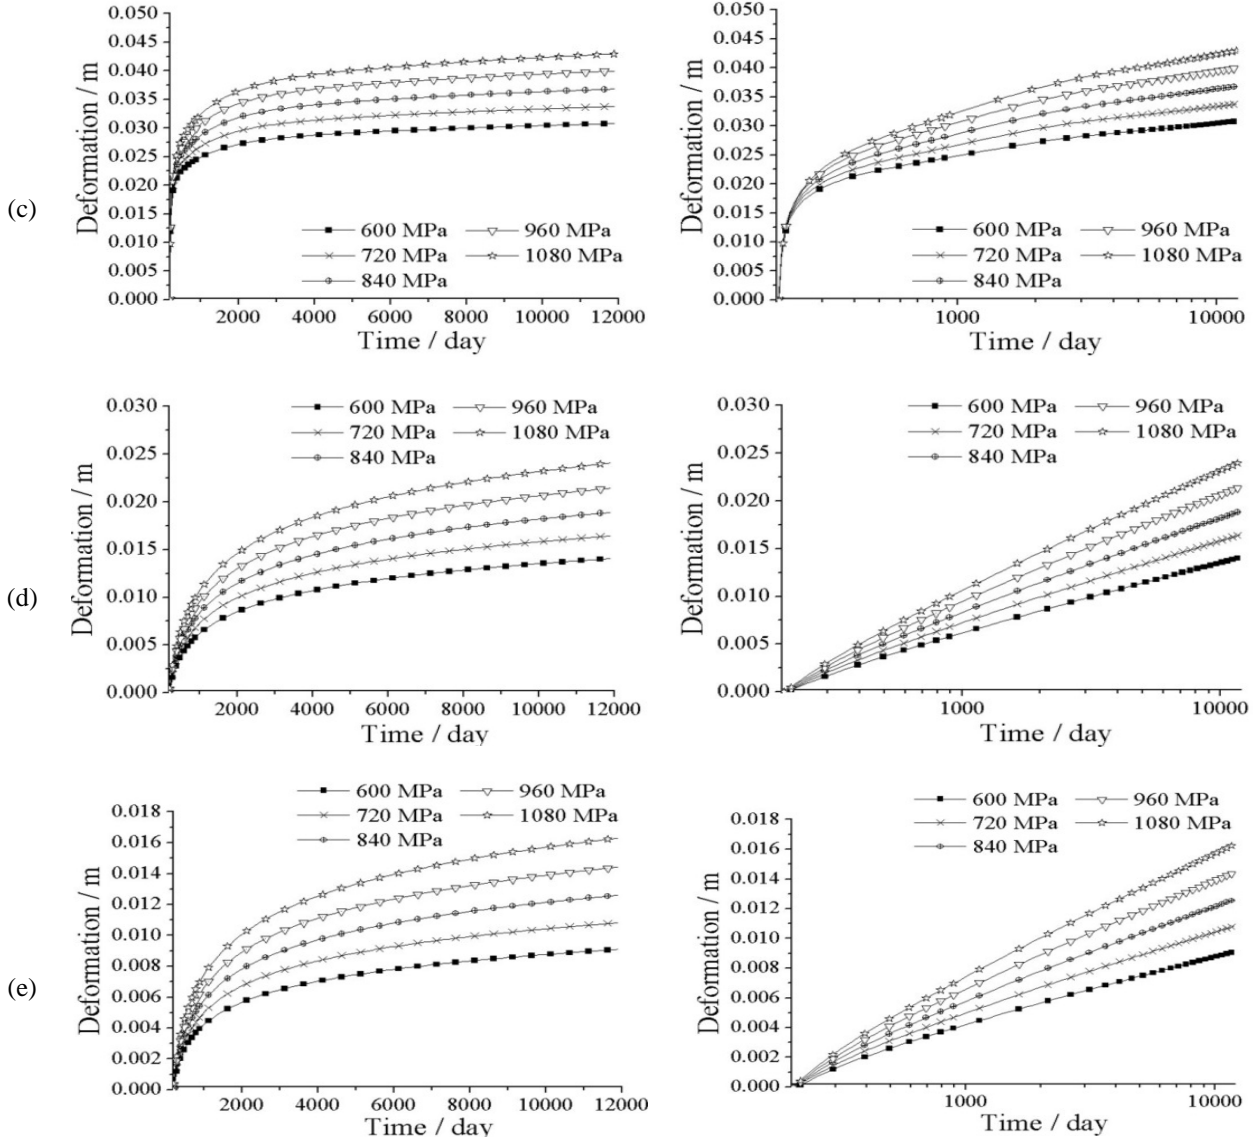 (c)
Deformation / m
0.050
0.045
0.040
0.035
0.030
0.025
0.020
0.015
0.010
0.005
0.000
600 MPa
960 MPa
720 MPa
1080 MPa
840 MPa
2000 4000 6000 8000 10000 12000
Time / day
Deformation / m
0.050
0.045
0.040
0.035
0.030
0.025
0.020
0.015
0.010
0.005
0.000
600 MPa
960 MPa
720 MPa
1080 MPa
840 MPa
1000 10000
Time / day
(d)
Deformation / m
0.030
0.025
0.020
0.015
0.010
0.005
0.000
600 MPa
960 MPa
720 MPa
1080 MPa
840 MPa
2000 4000 6000 8000 10000 12000
Time / day
Deformation / m
0.030
0.025
0.020
0.015
0.010
0.005
0.000
600 MPa
960 MPa
720 MPa
1080 MPa
840 MPa
1000 10000
Time / day
(e)
Deformation / m
0.018
0.016
0.014
0.012
0.010
0.008
0.006
0.004
0.002
0.000
600 MPa
960 MPa
720 MPa
1080 MPa
840 MPa
2000 4000 6000 8000 10000 12000
Time / day
Deformation / m
0.018
0.016
0.014
0.012
0.010
0.008
0.006
0.004
0.002
0.000
600 MPa
960 MPa
720 MPa
1080 MPa
840 MPa
1000 10000
Time / day